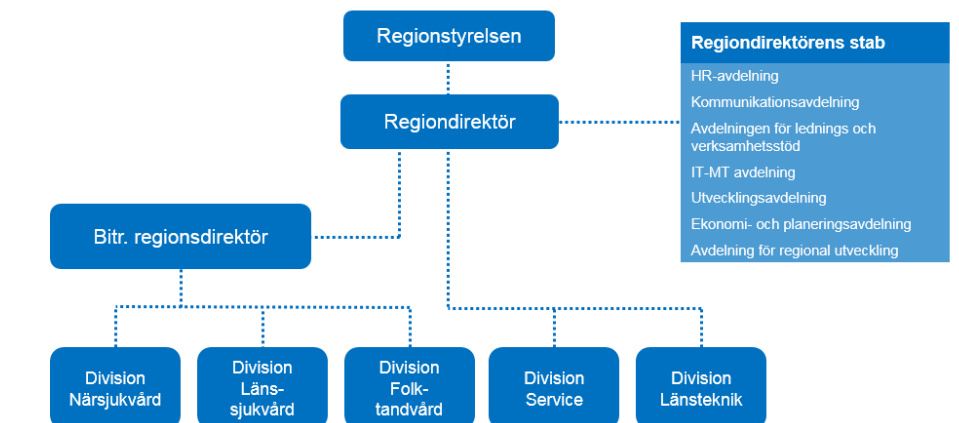 Regionstyrelsen
Regiondirektör
Regiondirektörens stab
HR-avdelning
Kommunikationsavdelning
Avdelningen för lednings och
verksamhetsstöd
IT-MT avdelning
Utvecklingsavdelning
Ekonomi- och planeringsavdelning
Avdelning för regional utveckling
Bitr. regionsdirektör
Division
Närsjukvård
Division
Läns-
sjukvård
Division
Folk-
tandvård
Division
Service
Division
Länsteknik